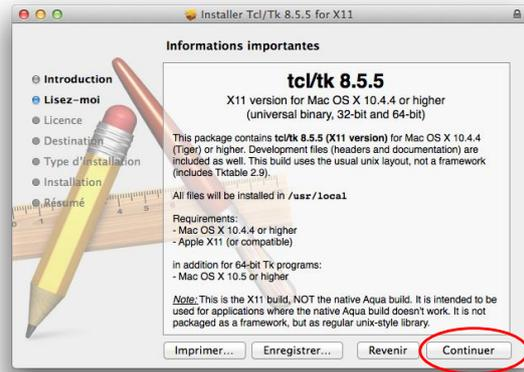 Installer Tcl/Tk 8.5.5 for X11
Informations importantes
Introduction
Lisez-moi
Licence
Destination
Type d'installation
Installation
Résumé
tcl/tk 8.5.5
X11 version for Mac OS X 10.4.4 or higher
(universal binary, 32-bit and 64-bit)
This package contains tcl/tk 8.5.5 (X11 version) for Mac OS X 10.4.4
(Tiger) or higher. Development files (headers and documentation) are
included as well. This build uses the usual unix layout, not a framework
(includes Tktable 2.9).
All files will be installed in /usr/local
Requirements:
- Mac OS X 10.4.4 or higher
- Apple X11 (or compatible)
in addition for 64-bit Tk programs:
- Mac OS X 10.5 or higher
Note: This is the X11 build, NOT the native Aqua build. It is intended to be
used for applications where the native Aqua build doesn't work. It is not
packaged as a framework, but as regular unix-style library.
Imprimer... Enregistrer... Revenir Continuer